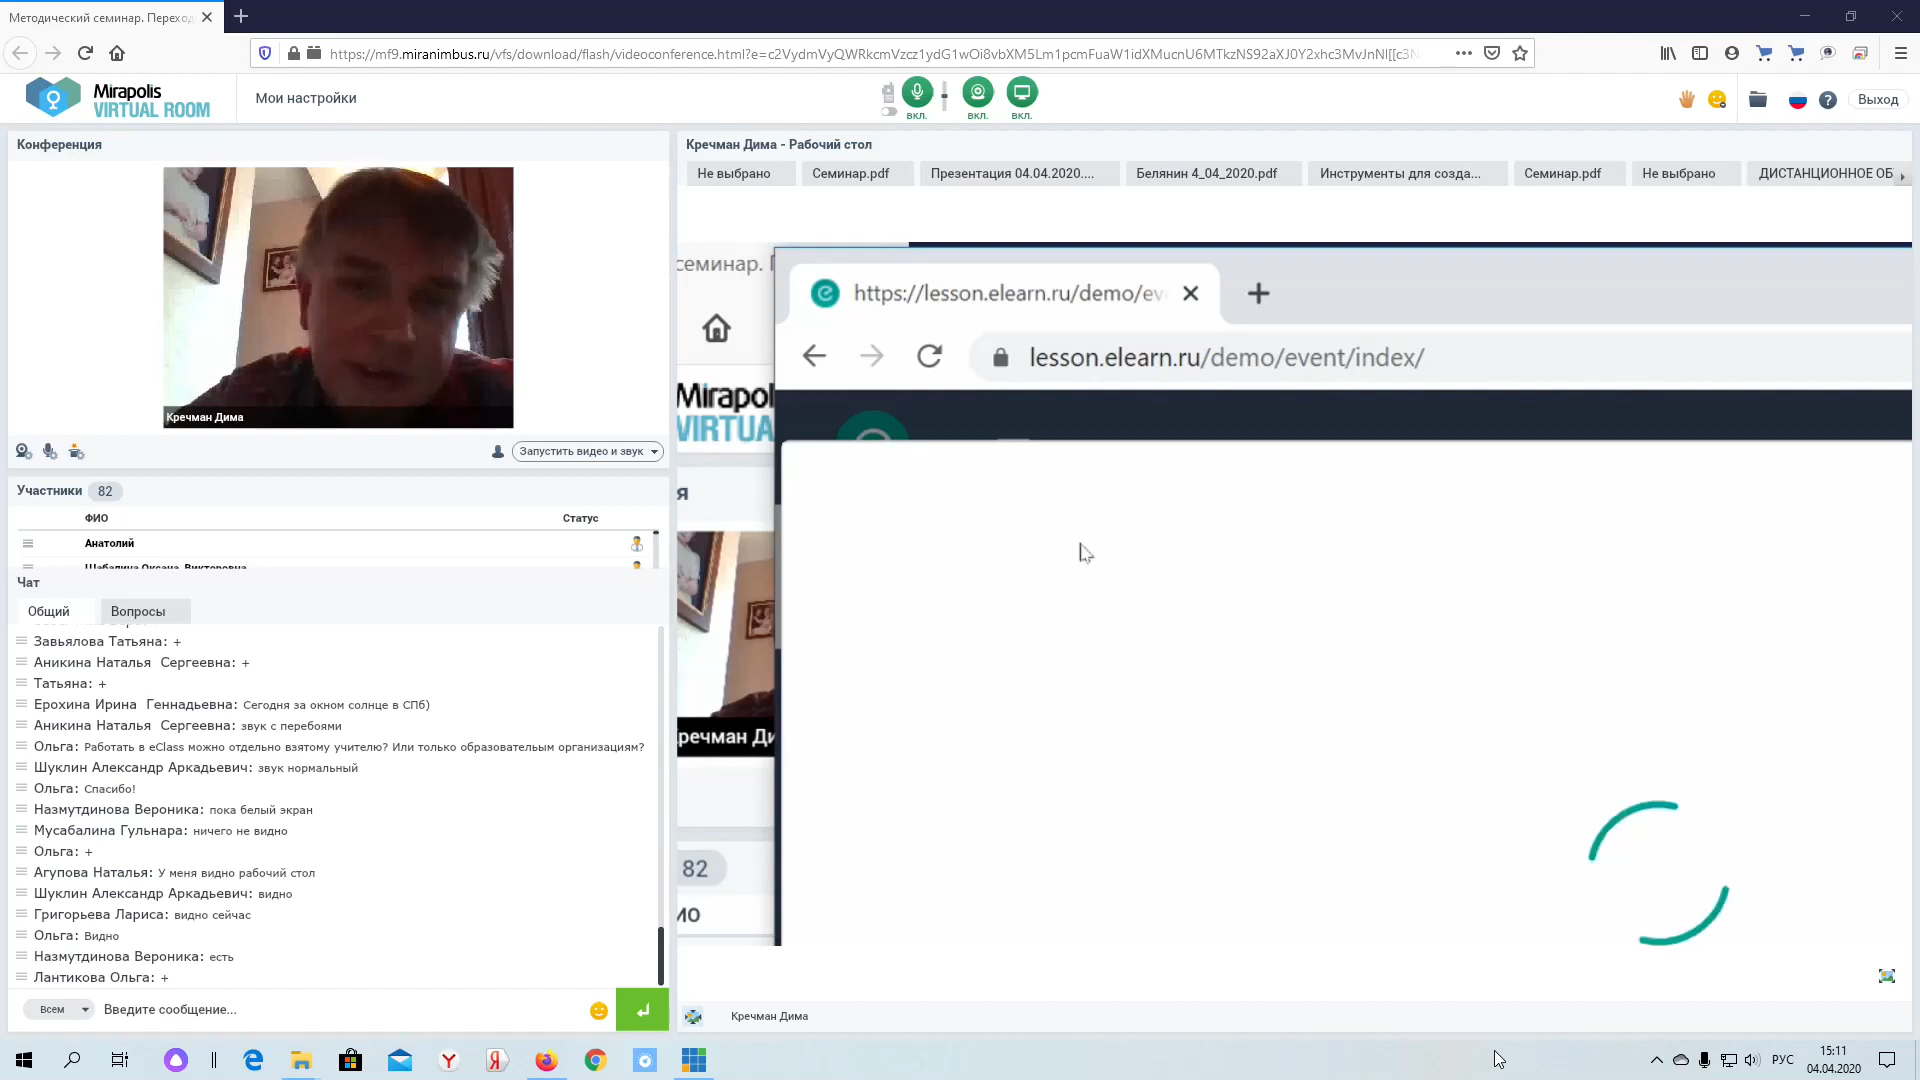 Методический семинар. Переход
https://mf9.miranimbus.ru/vfs/download/flash/videoconference.html?e=c2VydmVyQWRkcmVzcz1ydG1wOi8vbXM5Lm1pcmFuaW1idXMucnU6MTkzNS92aXJ0Y2xhc3MvJnNl[[c3N
Mirapolis
VIRTUAL ROOM
Мои настройки
вкл.
вкл.
вкл.
Выход
Конференция
Кречман Дима
Запустить видео и звук
Участники 82
ФИО Статус
Анатолий
Шабалина Оксана Викторовна
Чат
Общий Вопросы
Завьялова Татьяна: +
Аникина Наталья Сергеевна: +
Татьяна: +
Ерохина Ирина Геннадьевна: Сегодня за окном солнце в СПб)
Аникина Наталья Сергеевна: звук с перебоями
Ольга: Работать в eClass можно отдельно взятому учителю? Или только образовательым организациям?
Шуклин Александр Аркадьевич: звук нормальный
Ольга: Спасибо!
Назмутдинова Вероника: пока белый экран
Мусабалина Гульнара: ничего не видно
Ольга: +
Агупова Наталья: У меня видно рабочий стол
Шуклин Александр Аркадьевич: видно
Григорьева Лариса: видно сейчас
Ольга: Видно
Назмутдинова Вероника: есть
Лантикова Ольга: +
Всем Введите сообщение...
Кречман Дима - Рабочий стол
Не выбрано Семинар.pdf Презентация 04.04.2020.... Белянин 4_04_2020.pdf Инструменты для созда... Семинар.pdf Не выбрано ДИСТАНЦИОННОЕ ОБ
семинар. П
https://lesson.elearn.ru/demo/ev
lesson.elearn.ru/demo/event/index/
Mirapol
VIRTUA
я
речман Ди
82
ИО
Кречман Дима
РУС
15:11
04.04.2020